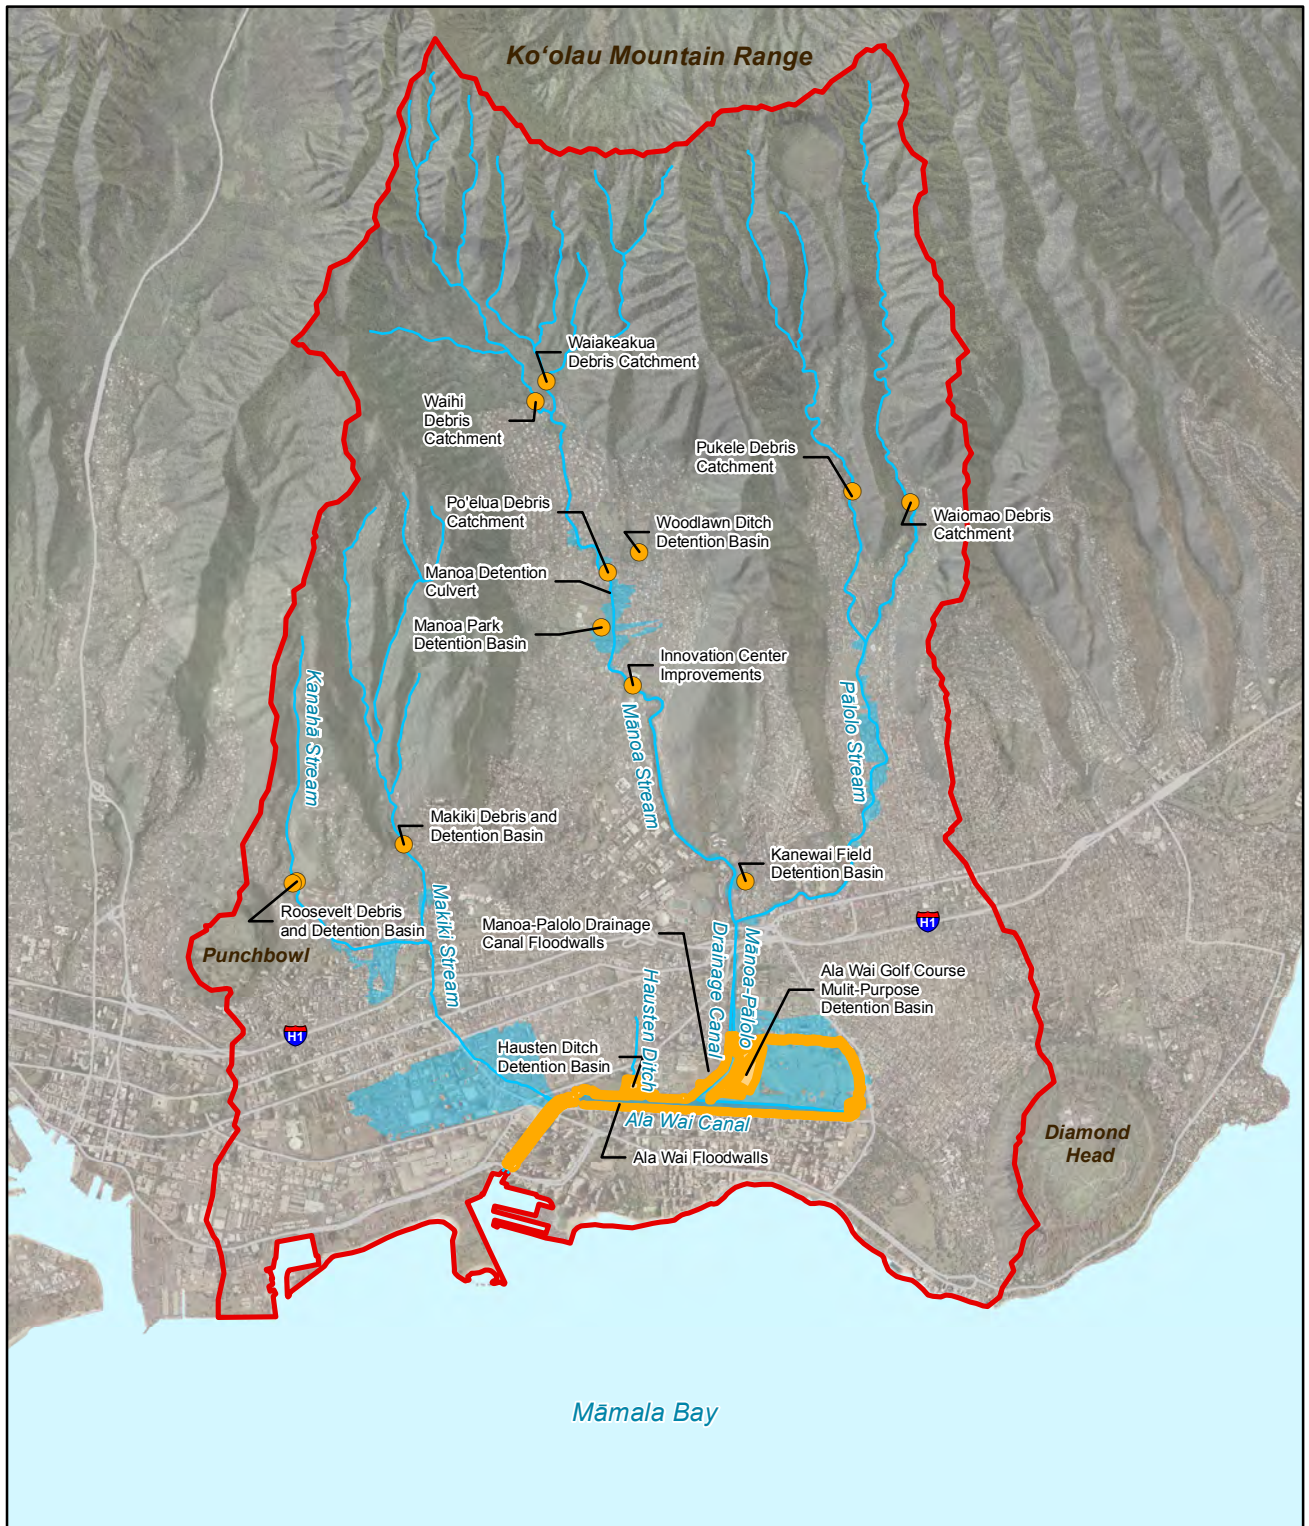 Ko‘olau Mountain Range
Waiakeakua
Debris Catchment
Waihi
Debris
Catchment
Pukele Debris
Catchment
Po'elua Debris
Catchment
Woodlawn Ditch
Detention Basin
Waiomao Debris
Catchment
Manoa Detention
Culvert
Manoa Park
Detention Basin
Innovation Center
Improvements
Kanahā Stream
Mānoa Stream
Pālolo Stream
Makiki Debris and
Detention Basin
Kanewai Field
Detention Basin
Roosevelt Debris
and Detention Basin
Punchbowl
Makiki Stream
Manoa-Palolo Drainage
Canal Floodwalls
Mānoa-Pālolo
Drainage Canal
H1
Ala Wai Golf Course
Mulit-Purpose
Detention Basin
Hausten Ditch
H1
Hausten Ditch
Detention Basin
Ala Wai Canal
Ala Wai Floodwalls
Diamond
Head
Māmala Bay